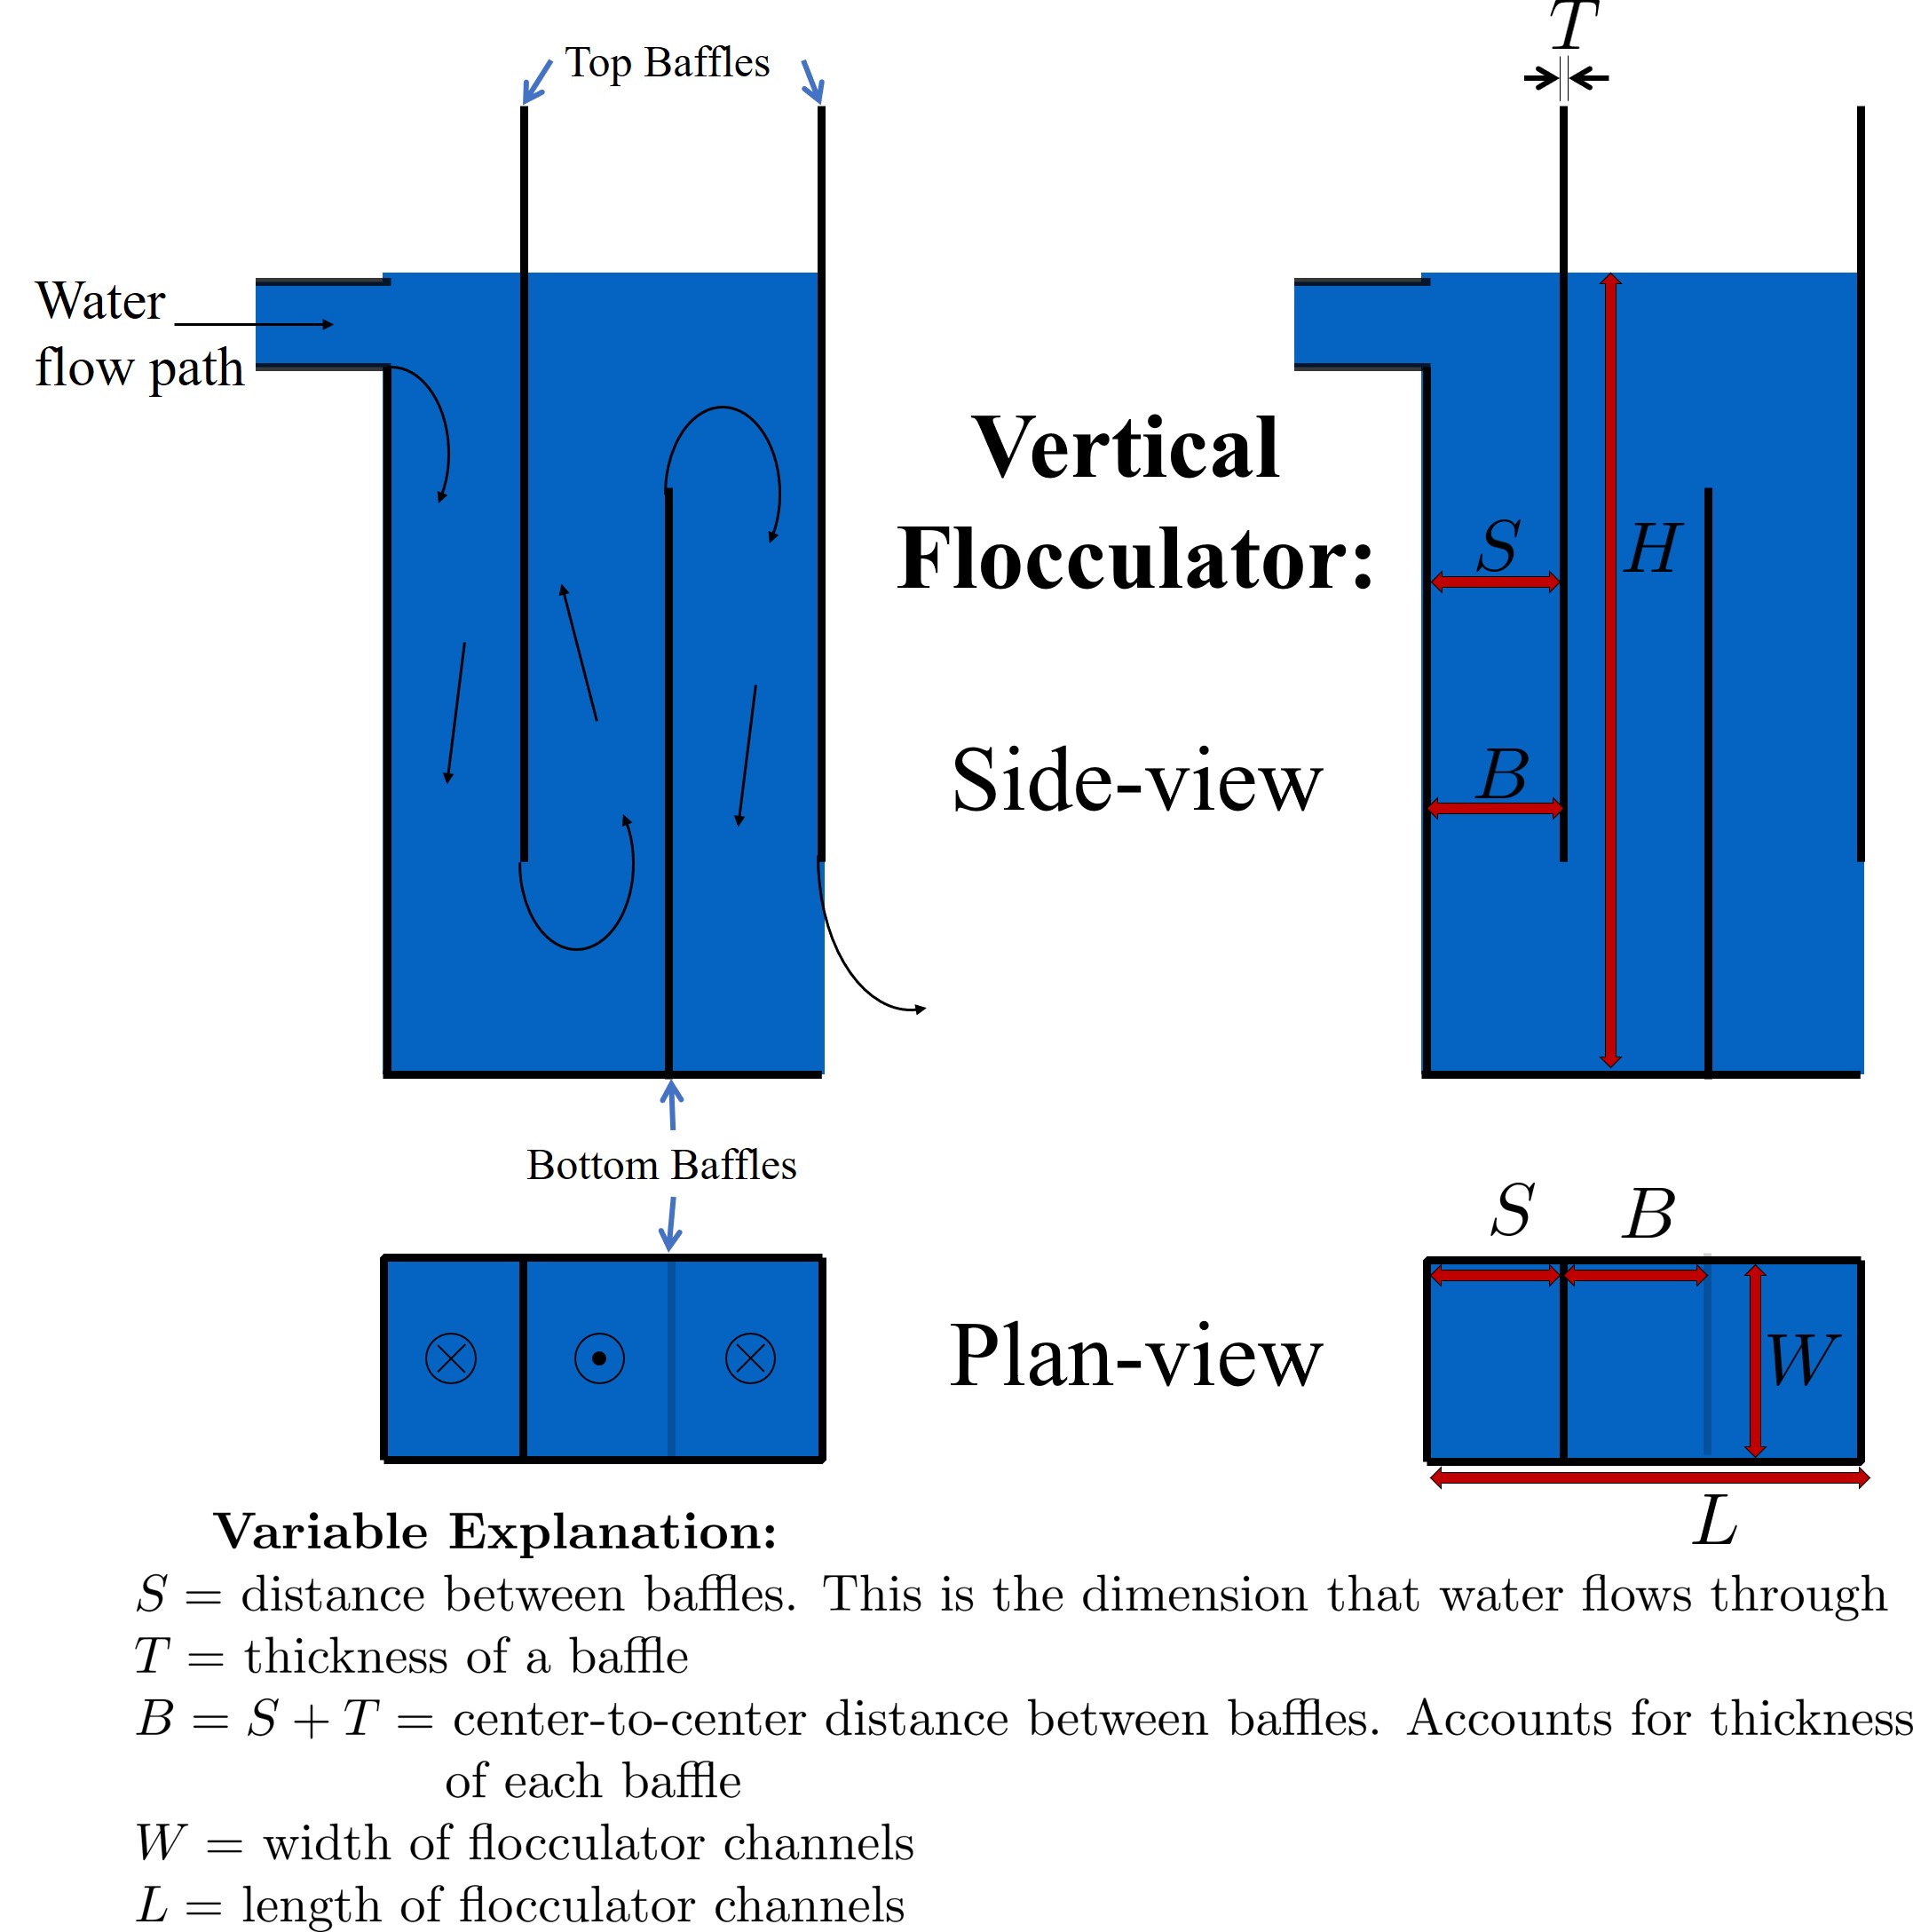 Top Baffles
T
Water
flow path
Vertical
Flocculator:
S
H
Side-view
B
Bottom Baffles
S
B
Plan-view
W
L
Variable Explanation:
S = distance between baffles. This is the dimension that water flows through
T = thickness of a baffle
B = S + T = center-to-center distance between baffles. Accounts for thickness
of each baffle
W = width of flocculator channels
L = length of flocculator channels